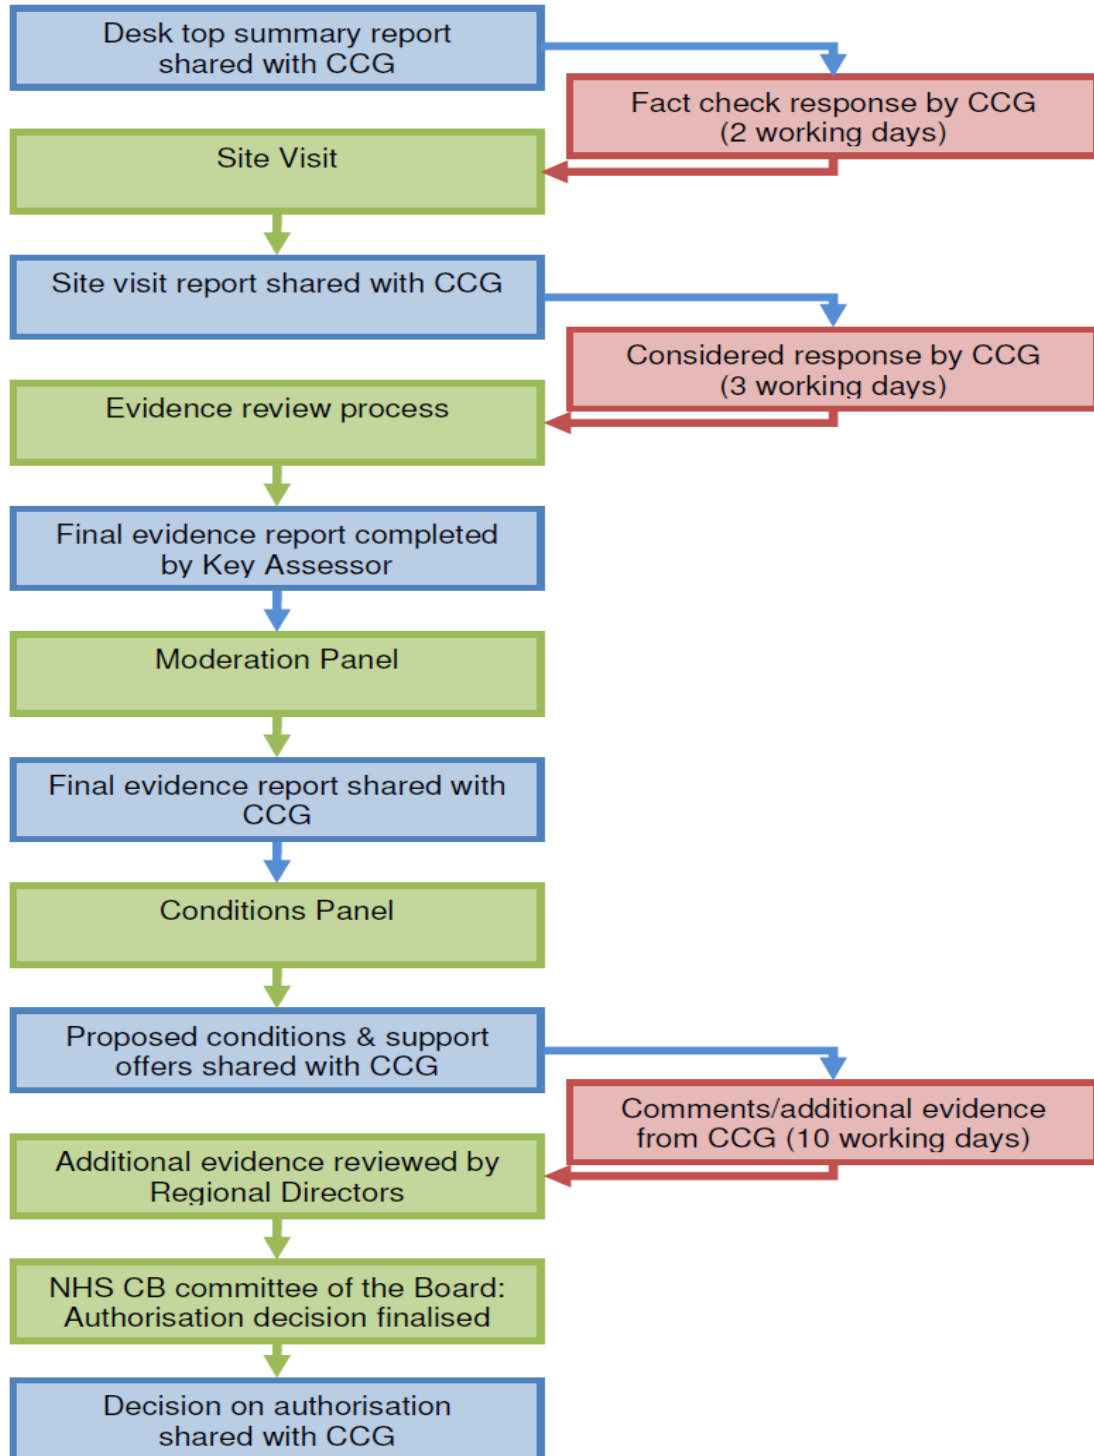 Desk top summary report
shared with CCG
Fact check response by CCG
(2 working days)
Site Visit
Site visit report shared with CCG
Considered response by CCG
(3 working days)
Evidence review process
Final evidence report completed
by Key Assessor
Moderation Panel
Final evidence report shared with
CCG
Conditions Panel
Proposed conditions & support
offers shared with CCG
Comments/additional evidence
from CCG (10 working days)
Additional evidence reviewed by
Regional Directors
NHS CB committee of the Board:
Authorisation decision finalised
Decision on authorisation
shared with CCG